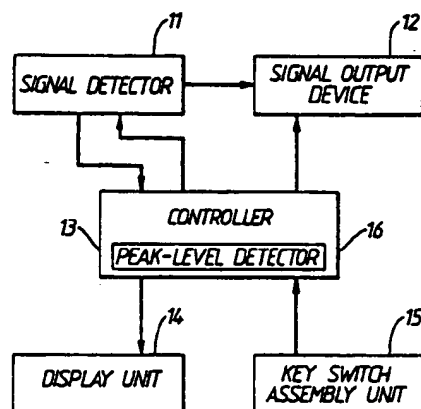 11
12
SIGNAL DETECTOR
SIGNAL OUTPUT
DEVICE
CONTROLLER
13
16
PEAK-LEVEL DETECTOR
14
15
DISPLAY UNIT
KEY SWITCH
ASSEMBLY UNIT